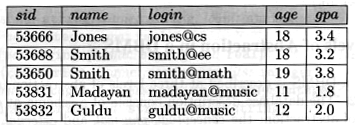 sid name login age gpa
53666 Jones jones@cs 18 3.4
53688 Smith smith@ee 18 3.2
53650 Smith smith@math 19 3.8
53831 Madayan madayan@music 11 1.8
53832 Guldu guldu@music 12 2.0